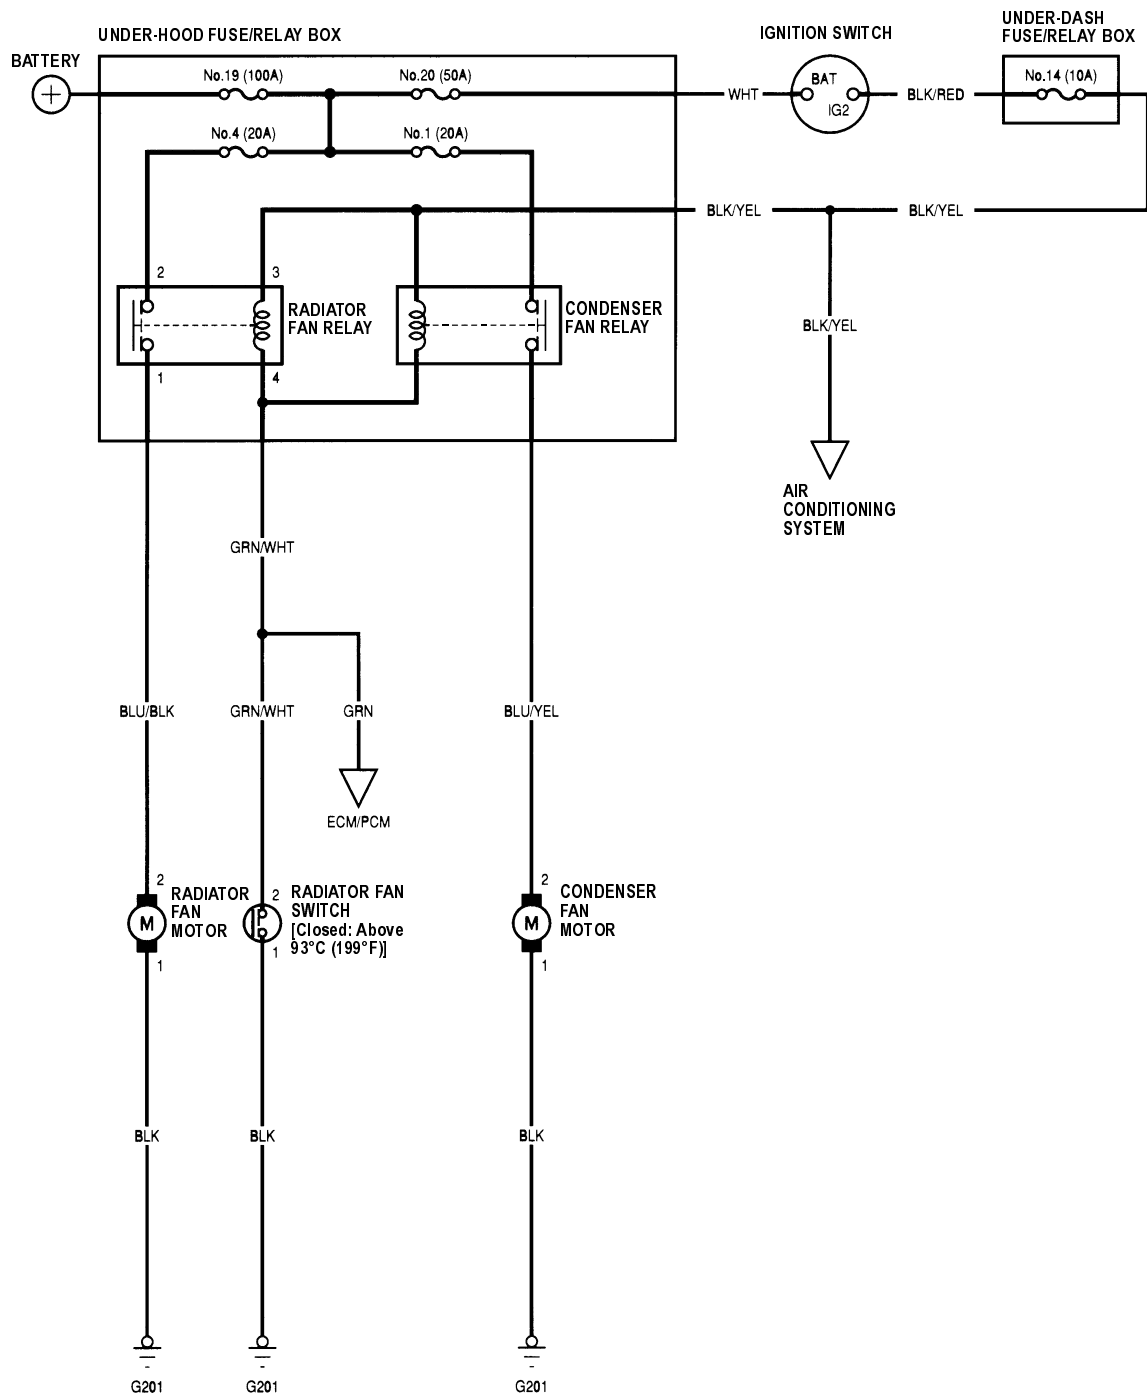 UNDER-HOOD FUSE/RELAY BOX
IGNITION SWITCH
UNDER-DASH
FUSE/RELAY BOX
BATTERY
No.19 (100A)
No.20 (50A)
BAT
No.14 (10A)
WHT
BLK/RED
IG2
No.4 (20A)
No.1 (20A)
BLK/YEL
BLK/YEL
2
3
RADIATOR
FAN RELAY
CONDENSER
FAN RELAY
BLK/YEL
1
4
AIR
CONDITIONING
SYSTEM
GRN/WHT
BLU/BLK
GRN/WHT
GRN
BLU/YEL
ECM/PCM
2
RADIATOR
FAN
MOTOR
M
1
2
RADIATOR FAN
SWITCH
[Closed: Above
93°C (199°F)]
1
2
CONDENSER
FAN
MOTOR
M
1
BLK
BLK
BLK
G201
G201
G201